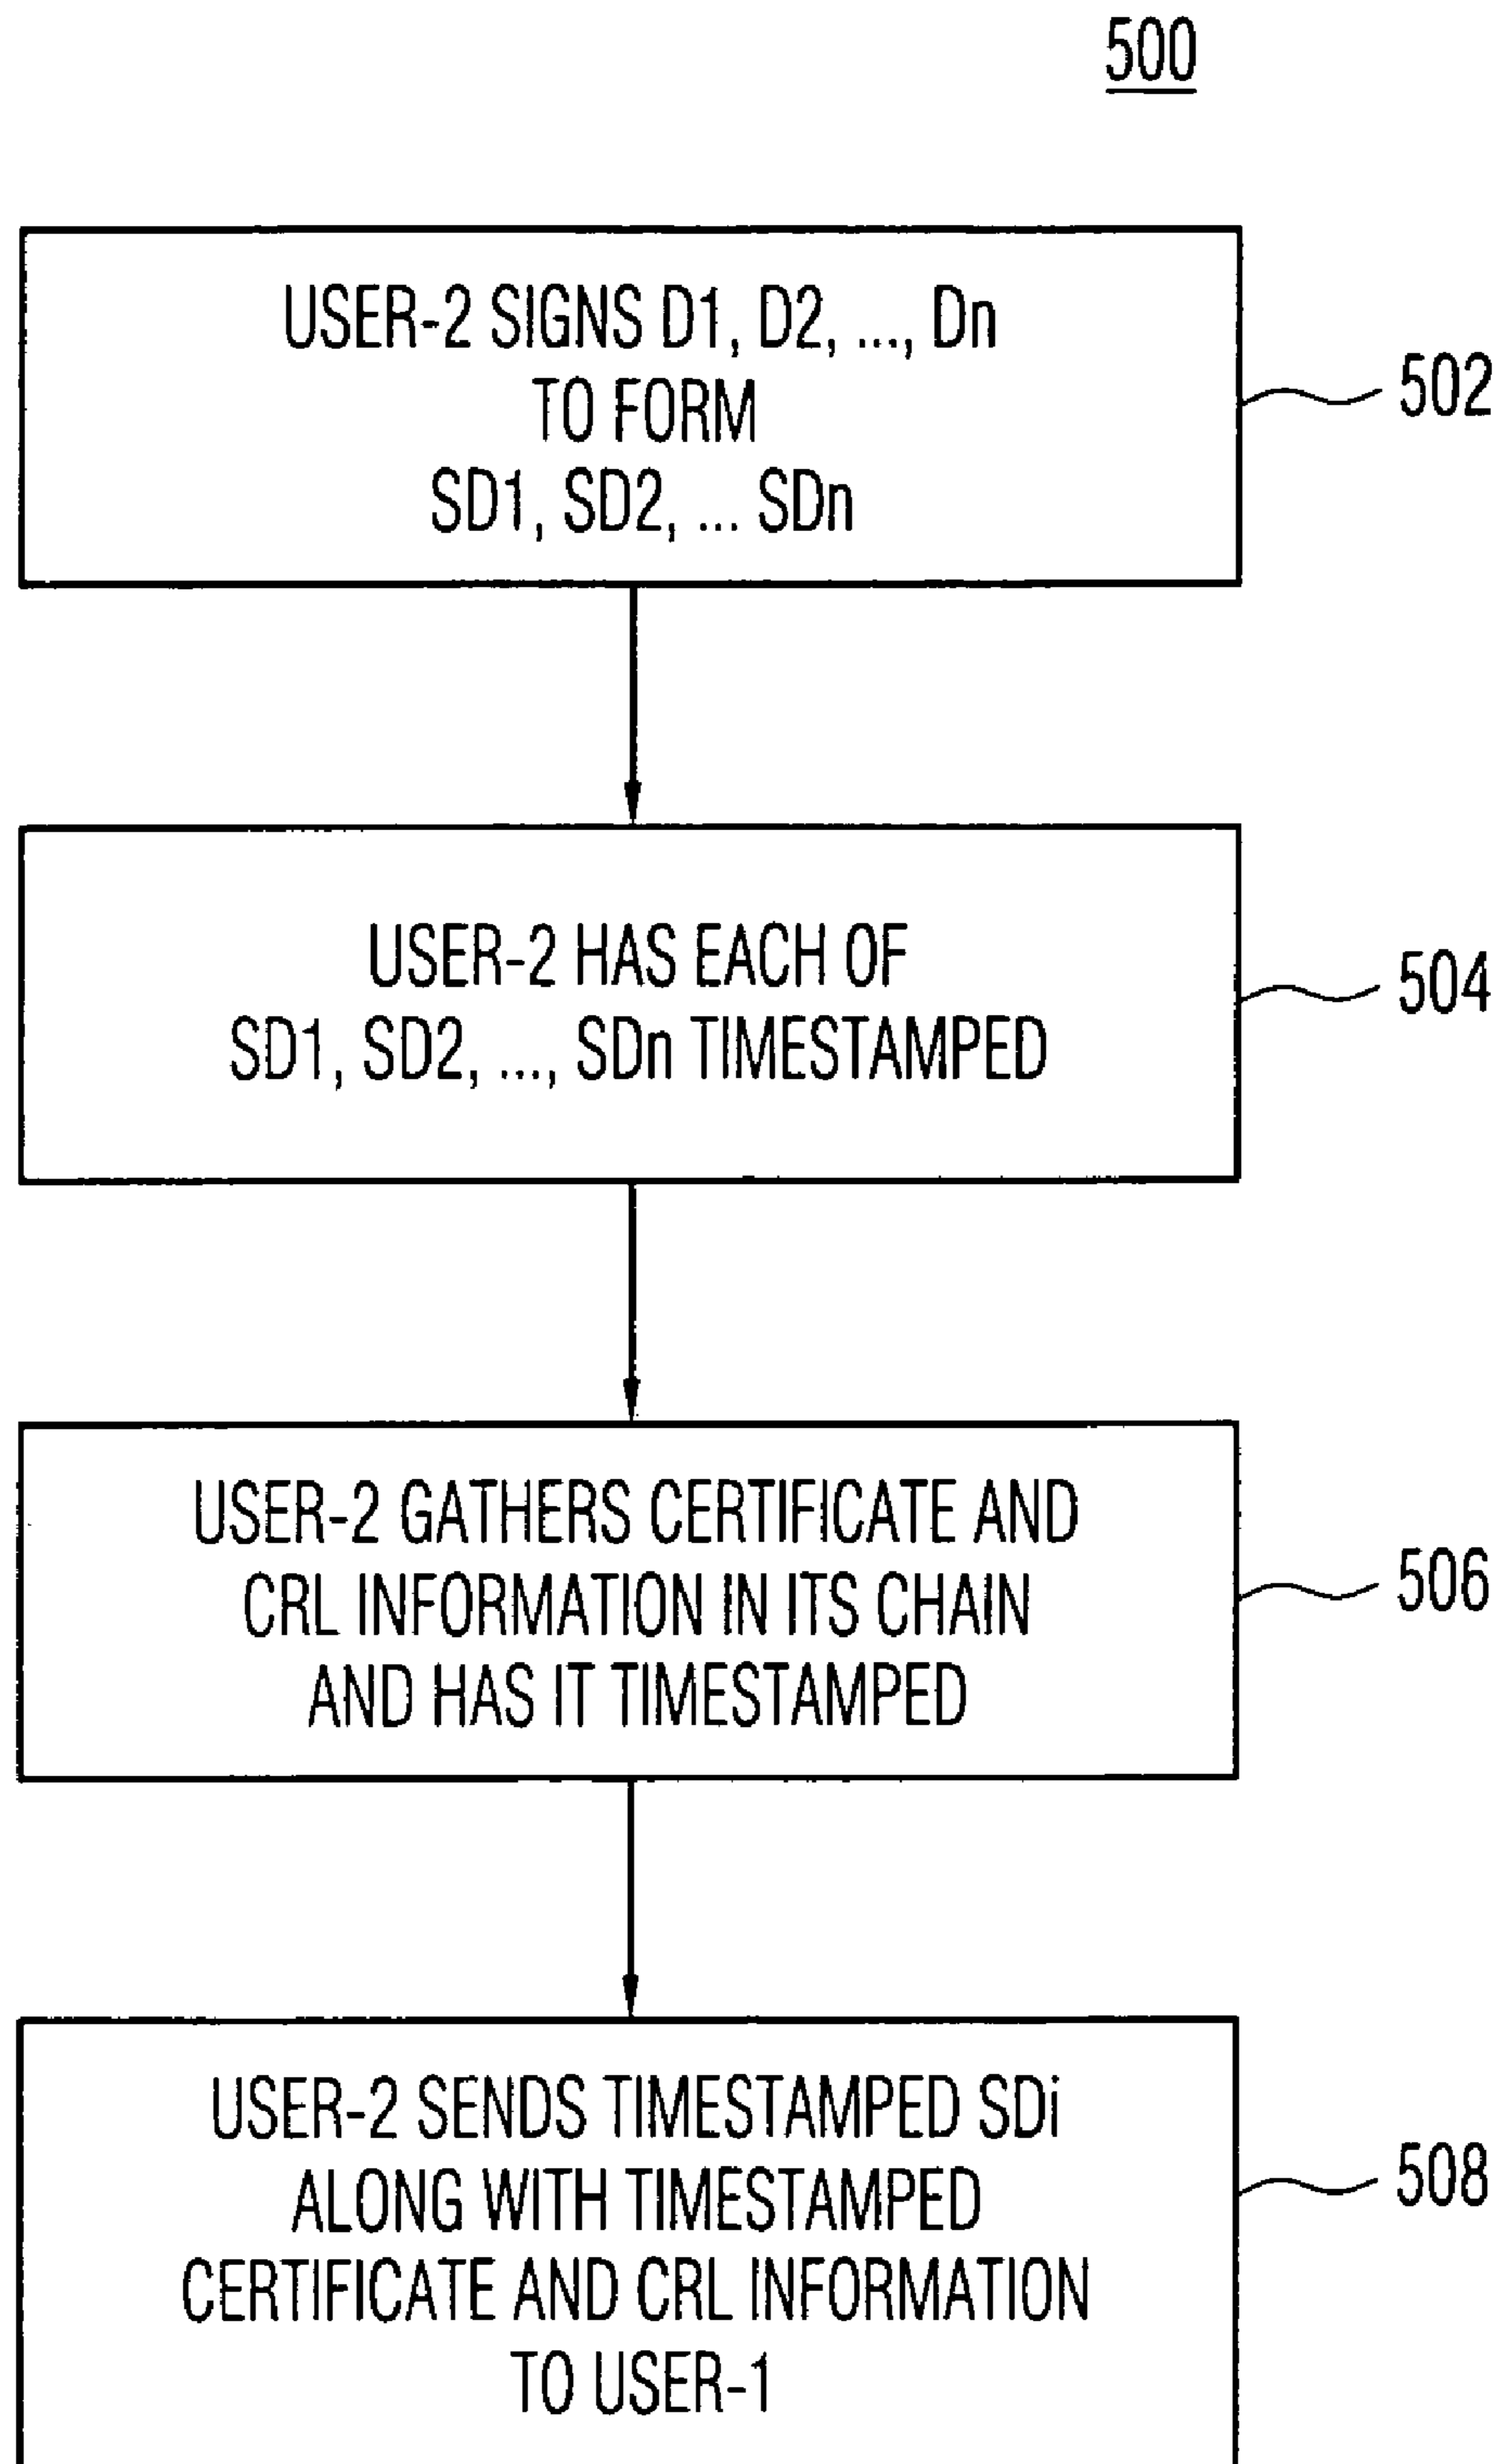 500
USER-2 SIGNS D1, D2, ..., Dn
TO FORM
SD1, SD2, ... SDn
502
USER-2 HAS EACH OF
SD1, SD2, ..., SDn TIMESTAMPED
504
USER-2 GATHERS CERTIFICATE AND
CRL INFORMATION IN ITS CHAIN
AND HAS IT TIMESTAMPED
506
USER-2 SENDS TIMESTAMPED SDi
ALONG WITH TIMESTAMPED
CERTIFICATE AND CRL INFORMATION
TO USER-1
508